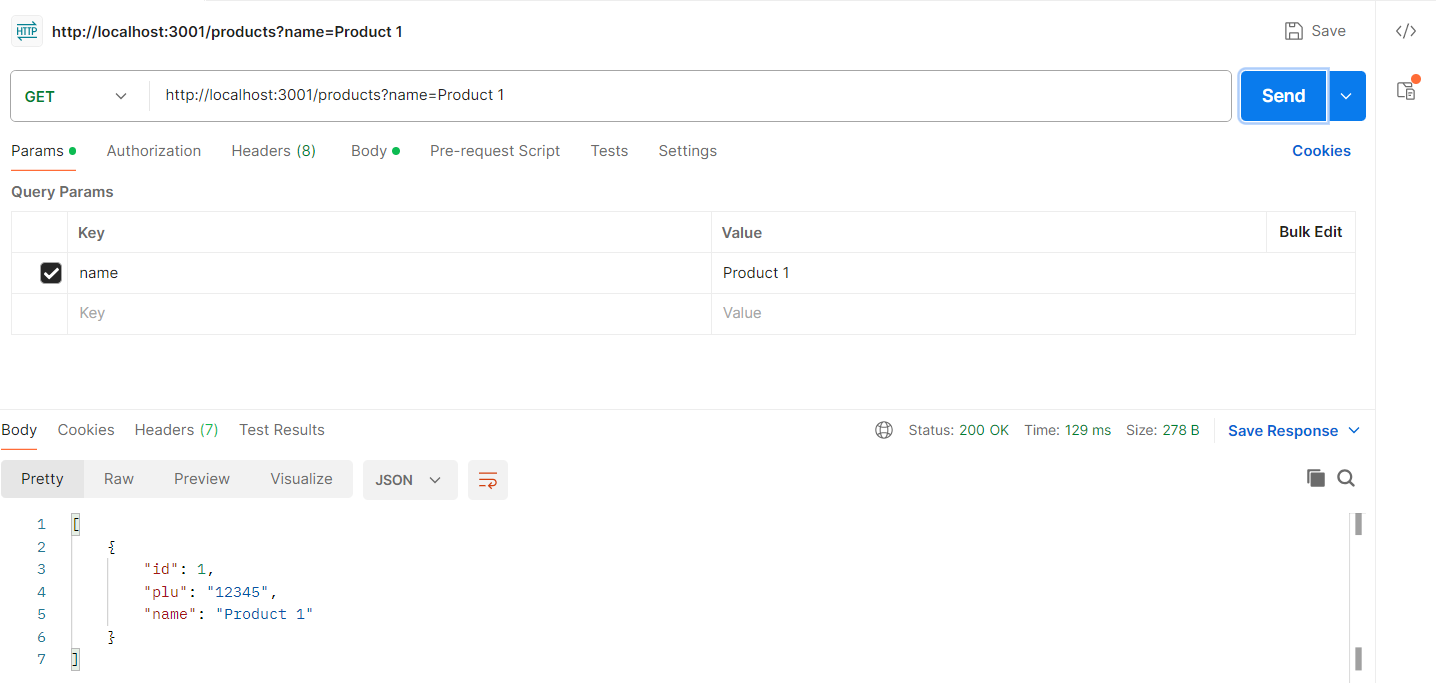 HTTP http://localhost:3001/products?name=Product 1 Save
GET http://localhost:3001/products?name=Product 1 Send
Params Authorization Headers (8) Body Pre-request Script Tests Settings Cookies
Query Params
Key Value Bulk Edit
name Product 1
Key Value
Body Cookies Headers (7) Test Results Status: 200 OK Time: 129 ms Size: 278 B Save Response
Pretty Raw Preview Visualize JSON
1 [
2 {
3 "id": 1,
4 "plu": "12345",
5 "name": "Product 1"
6 }
7 ]